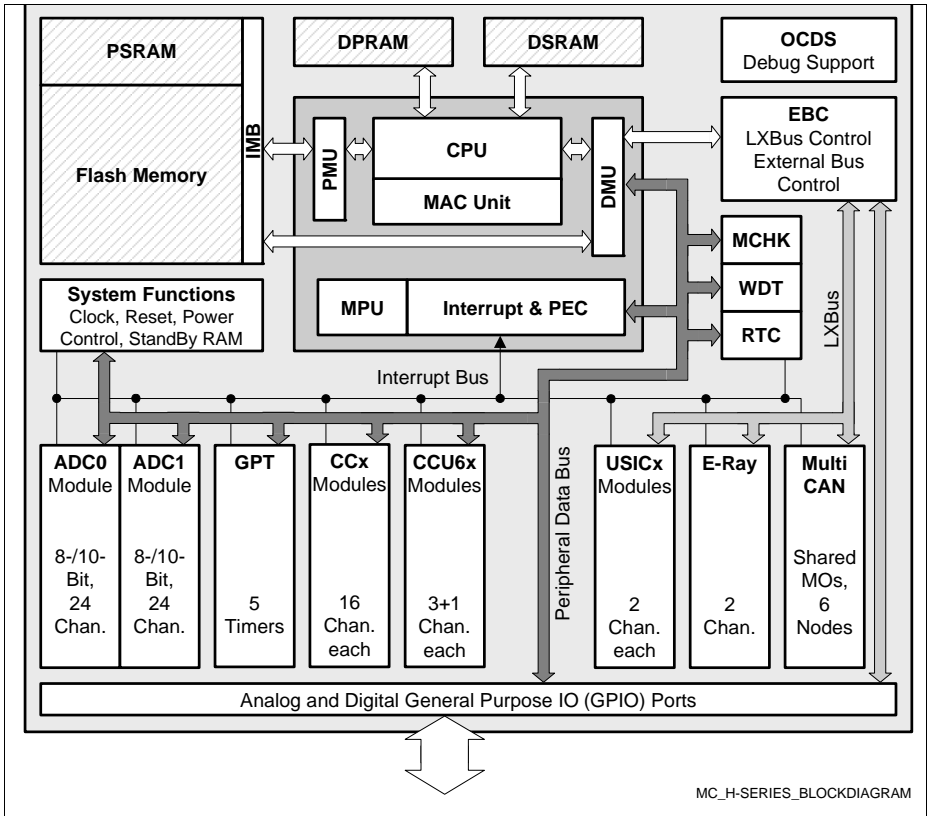 PSRAM
Flash Memory
IMB
DPRAM
DSRAM
OCDS
Debug Support
PMU
CPU
MAC Unit
DMU
EBC
LXBus Control
External Bus
Control
MCHK
WDT
RTC
LXBus
System Functions
Clock, Reset, Power
Control, StandBy RAM
MPU
Interrupt & PEC
Interrupt Bus
ADC0
Module
8-/10-
Bit,
24
Chan.
ADC1
Module
8-/10-
Bit,
24
Chan.
GPT
5
Timers
CCx
Modules
16
Chan.
each
CCU6x
Modules
3+1
Chan.
each
Peripheral Data Bus
USICx
Modules
2
Chan.
each
E-Ray
2
Chan.
Multi
CAN
Shared
MOs,
6
Nodes
Analog and Digital General Purpose IO (GPIO) Ports
MC_H-SERIES_BLOCKDIAGRAM